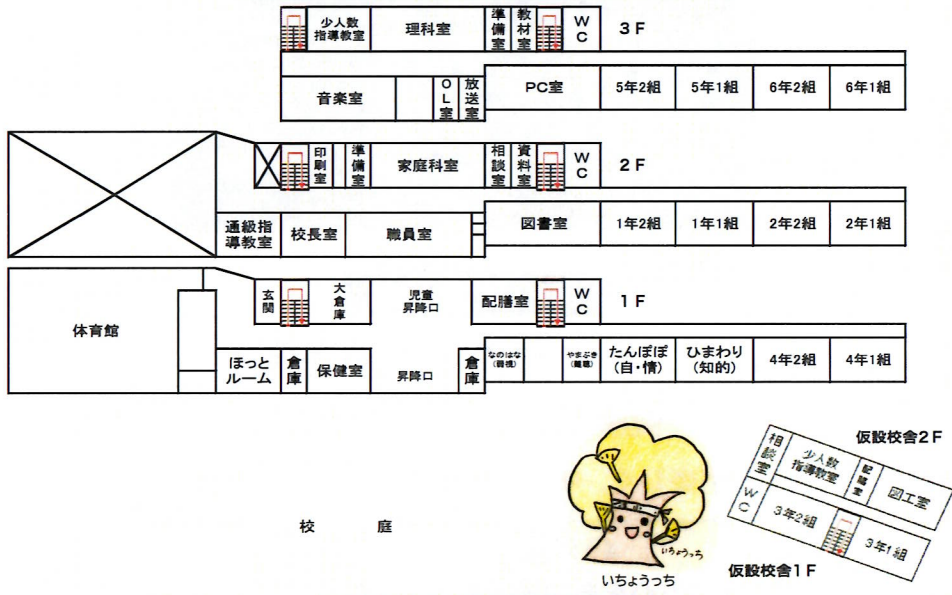 少人数
指導教室
理科室
準備室
教材室
WC
3F
音楽室
OL室
放送室
PC室
5年2組
5年1組
6年2組
6年1組
印刷室
準備室
家庭科室
相談室
資料室
WC
2F
通級指
導教室
校長室
職員室
図書室
1年2組
1年1組
2年2組
2年1組
体育館
玄関
大倉庫
児童
昇降口
配膳室
WC
1F
ほっと
ルーム
倉庫
保健室
昇降口
倉庫
なのはな
(弱視)
やまぶき
(難聴)
たんぽぽ
(自・情)
ひまわり
(知的)
4年2組
4年1組
校庭
いちょうっち
いちょうっち
仮設校舎2F
相談室
少人数
指導教室
配膳室
図工室
WC
3年2組
3年1組
仮設校舎1F